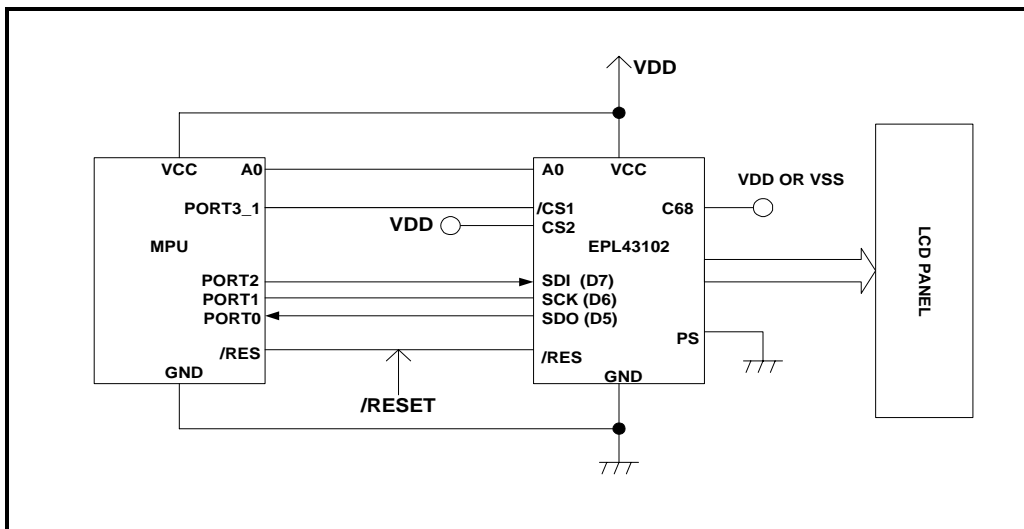 VDD
VCC
A0
PORT3_1
MPU
PORT2
PORT1
PORT0
/RES
GND
VDD
/RESET
A0
VCC
/CS1
CS2
C68
EPL43102
SDI (D7)
SCK (D6)
SDO (D5)
PS
/RES
GND
VDD OR VSS
LCD PANEL